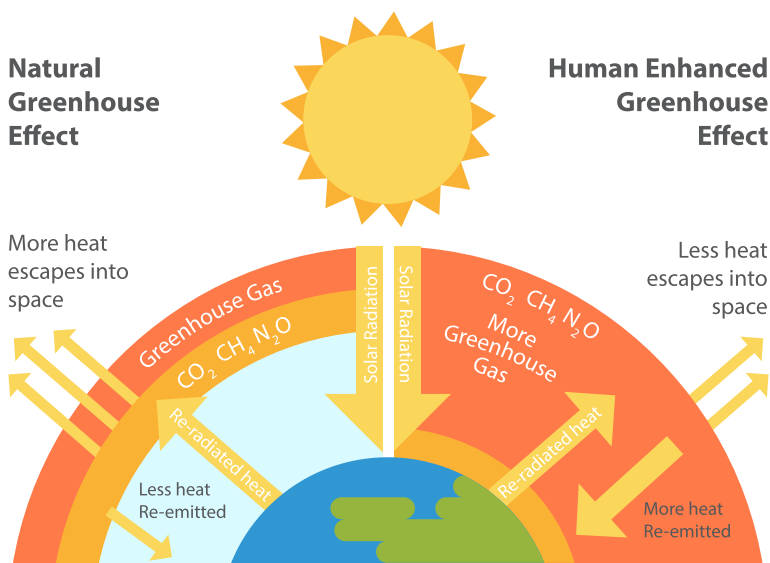 Natural
Greenhouse
Effect
Human Enhanced
Greenhouse
Effect
More heat
escapes into
space
Less heat
escapes into
space
Greenhouse Gas
CO₂ CH₄ N₂O
Solar Radiation
Solar Radiation
CO₂ CH₄ N₂O
More
Greenhouse
Gas
Re-radiated heat
Re-radiated heat
Less heat
Re-emitted
More heat
Re-emitted